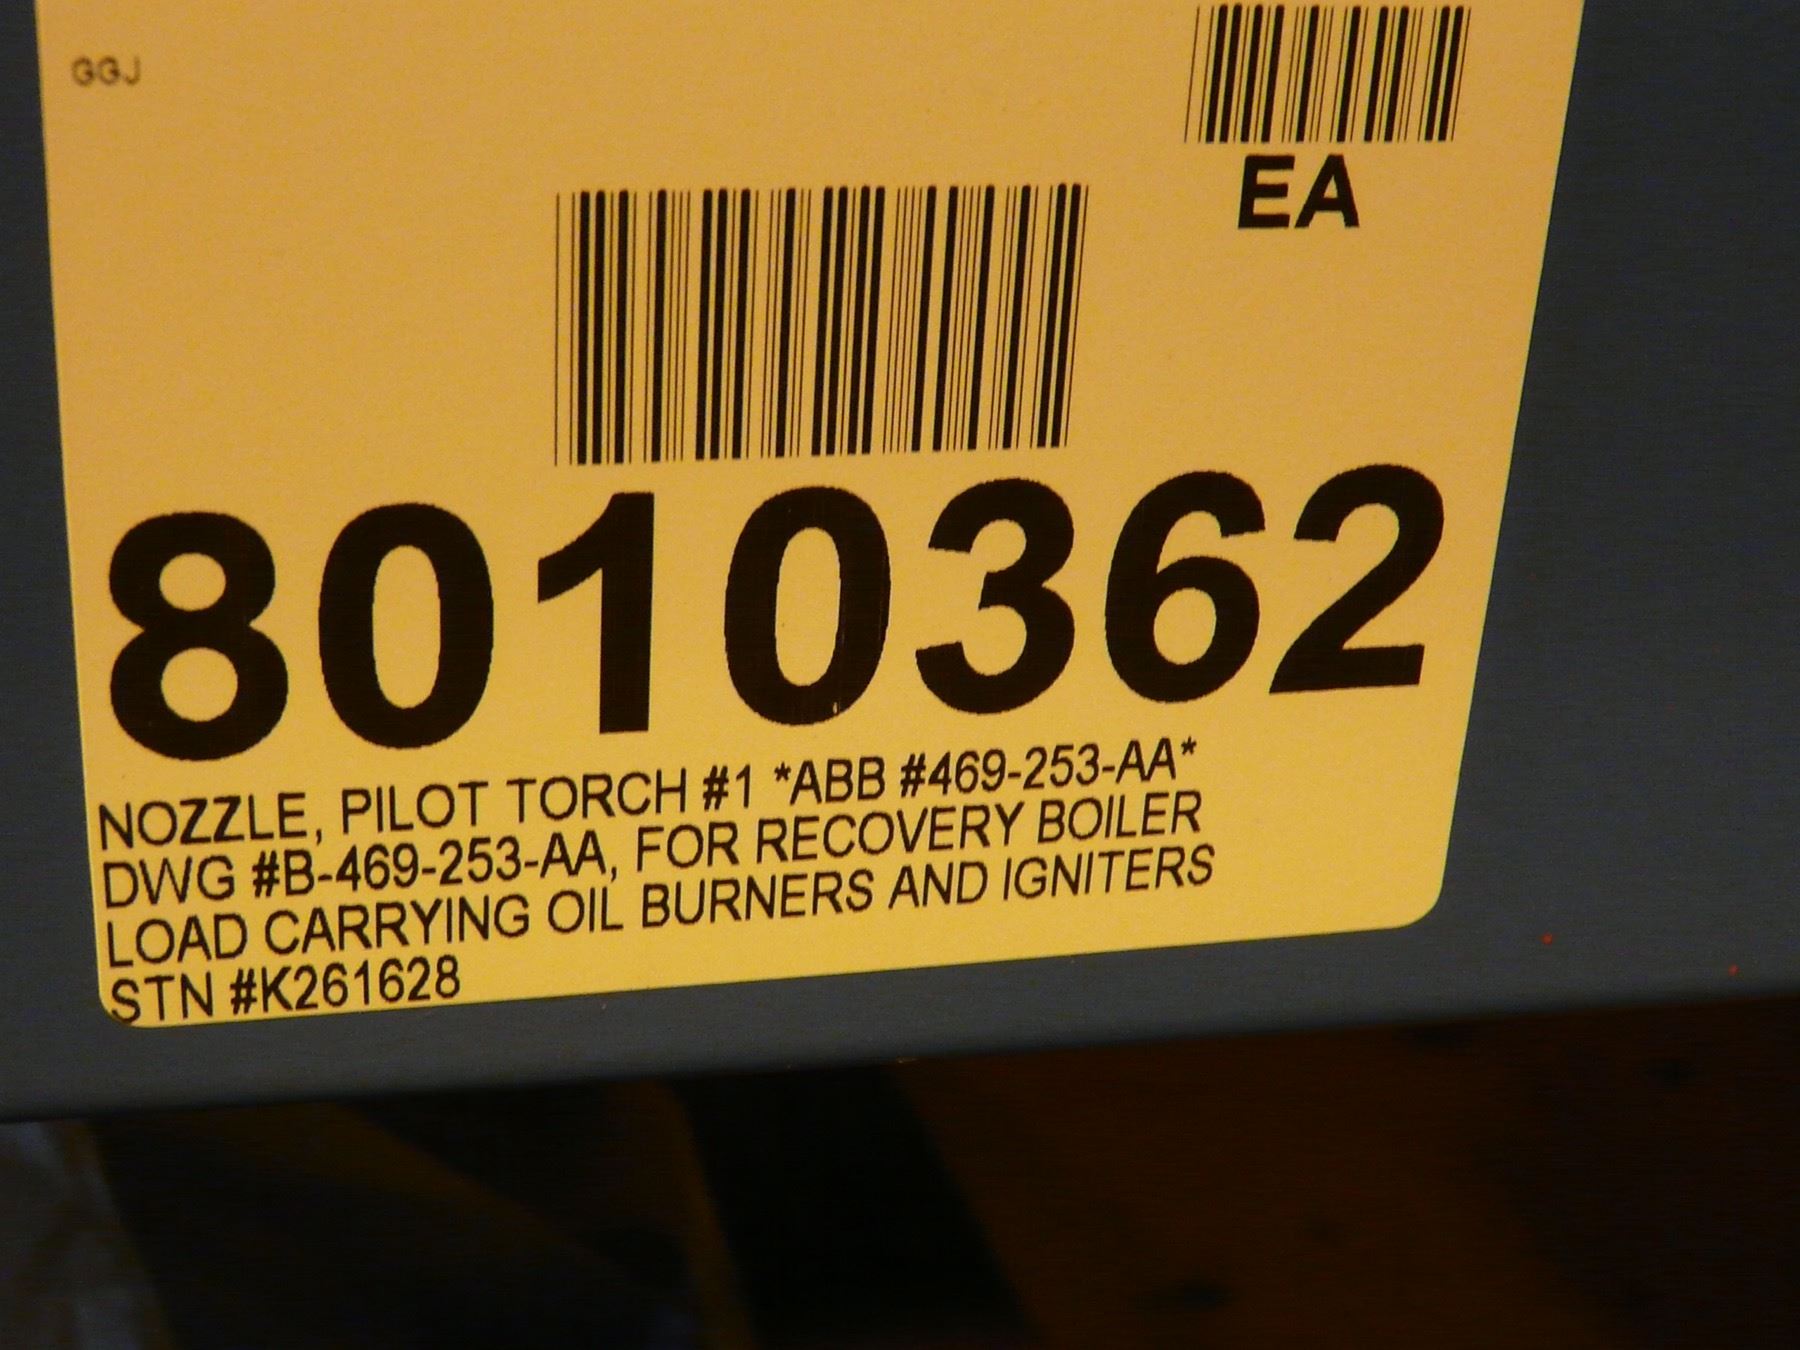 GGJ
EA
8010362
NOZZLE, PILOT TORCH #1 *ABB #469-253-AA*
DWG #B-469-253-AA, FOR RECOVERY BOILER
LOAD CARRYING OIL BURNERS AND IGNITERS
STN #K261628